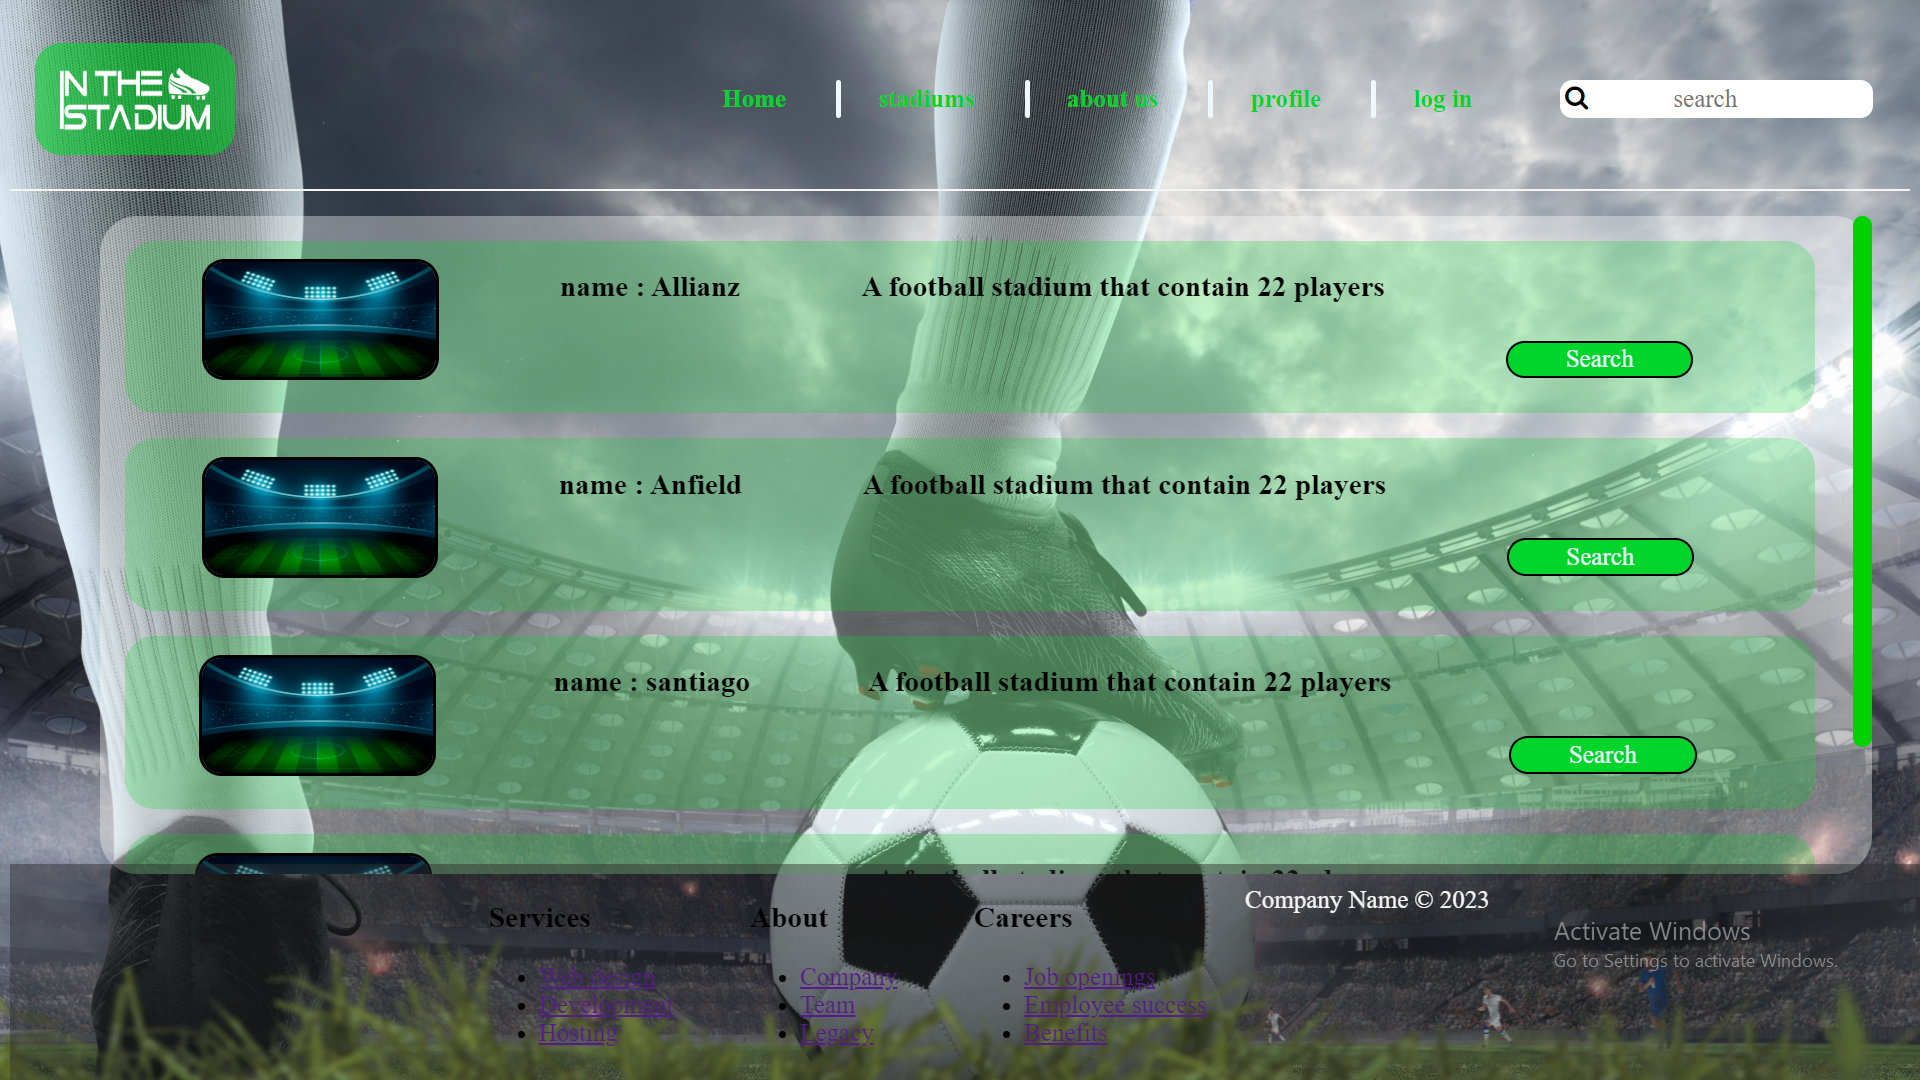 IN THE
STADIUM
Home
stadiums
about us
profile
log in
search
name : Allianz
A football stadium that contain 22 players
Search
name : Anfield
A football stadium that contain 22 players
Search
name : santiago
A football stadium that contain 22 players
Search
Company Name © 2023
Services
Web design
Development
Hosting
About
Company
Team
Legacy
Careers
Job openings
Employee success
Benefits
Activate Windows
Go to Settings to activate Windows.